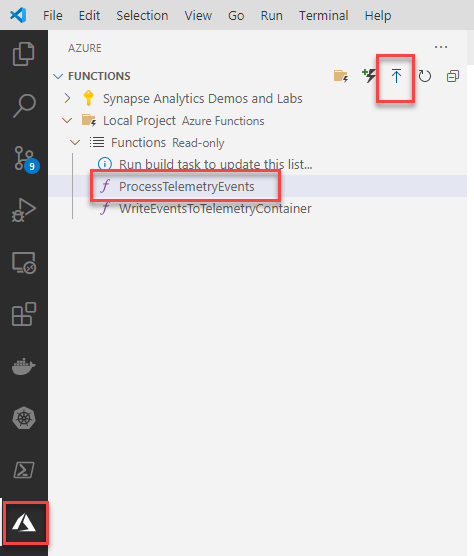 File Edit Selection View Go Run Terminal Help
AZURE
FUNCTIONS
Synapse Analytics Demos and Labs
Local Project Azure Functions
Functions Read-only
Run build task to update this list...
ProcessTelemetryEvents
WriteEventsToTelemetryContainer
9